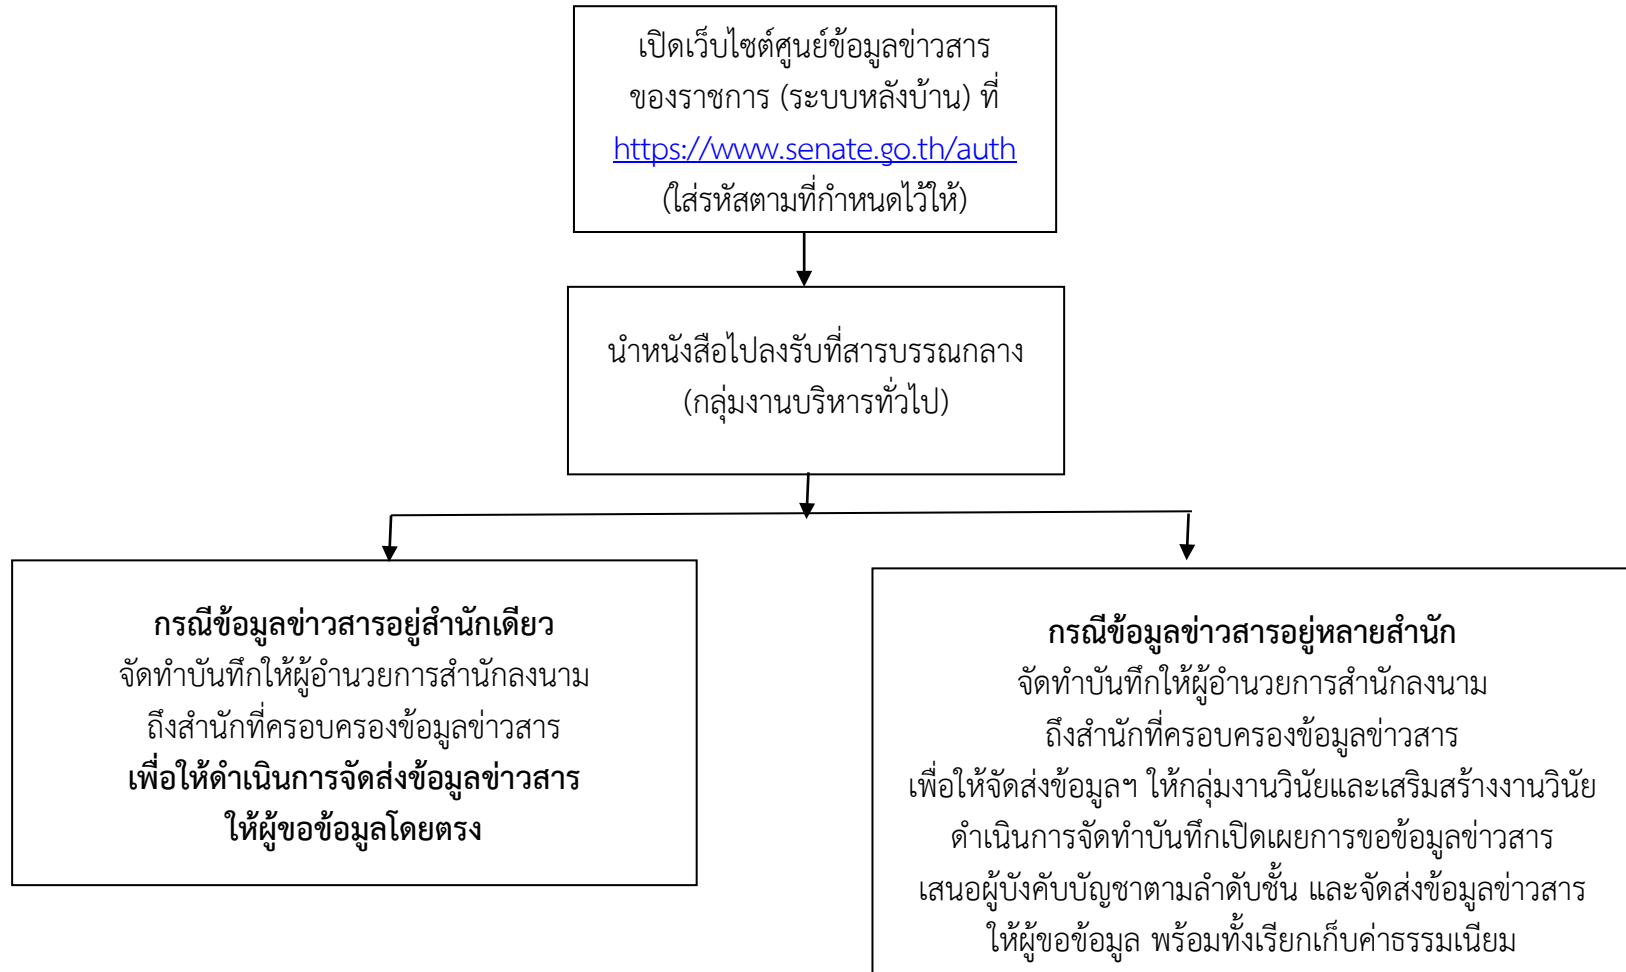 เปิดเว็บไซต์ศูนย์ข้อมูลข่าวสาร
ของราชการ (ระบบหลังบ้าน) ที่
https://www.senate.go.th/auth
(ใส่รหัสตามที่กำหนดไว้ให้)
นำหนังสือไปลงรับที่สารบรรณกลาง
(กลุ่มงานบริหารทั่วไป)
กรณีข้อมูลข่าวสารอยู่สำนักเดียว
จัดทำบันทึกให้ผู้อำนวยการสำนักลงนาม
ถึงสำนักที่ครอบครองข้อมูลข่าวสาร
เพื่อให้ดำเนินการจัดส่งข้อมูลข่าวสาร
ให้ผู้ขอข้อมูลโดยตรง
กรณีข้อมูลข่าวสารอยู่หลายสำนัก
จัดทำบันทึกให้ผู้อำนวยการสำนักลงนาม
ถึงสำนักที่ครอบครองข้อมูลข่าวสาร
เพื่อให้จัดส่งข้อมูลฯ ให้กลุ่มงานวินัยและเสริมสร้างงานวินัย
ดำเนินการจัดทำบันทึกเปิดเผยการขอข้อมูลข่าวสาร
เสนอผู้บังคับบัญชาตามลำดับชั้น และจัดส่งข้อมูลข่าวสาร
ให้ผู้ขอข้อมูล พร้อมทั้งเรียกเก็บค่าธรรมเนียม